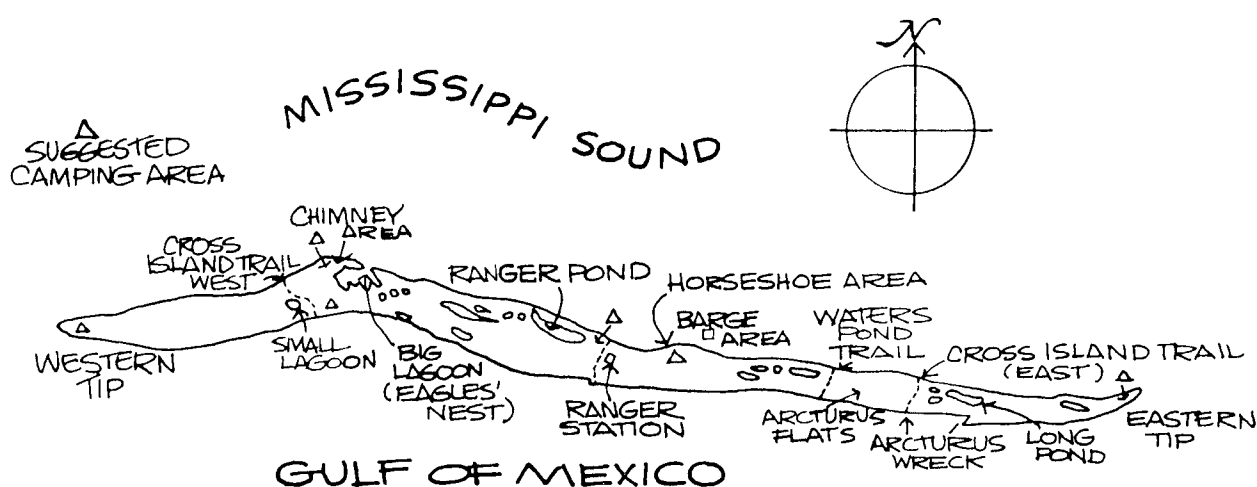 N
MISSISSIPPI
SOUND
SUGGESTED
CAMPING AREA
CHIMNEY
AREA
CROSS
ISLAND TRAIL
WEST
RANGER POND
HORSESHOE AREA
BARGE
AREA
WATERS
POND
TRAIL
CROSS ISLAND TRAIL
(EAST)
WESTERN
TIP
SMALL
LAGOON
BIG
LAGOON
(EAGLES'
NEST)
RANGER
STATION
ARCTURUS
FLATS
ARCTURUS
WRECK
LONG
POND
EASTERN
TIP
GULF OF MEXICO